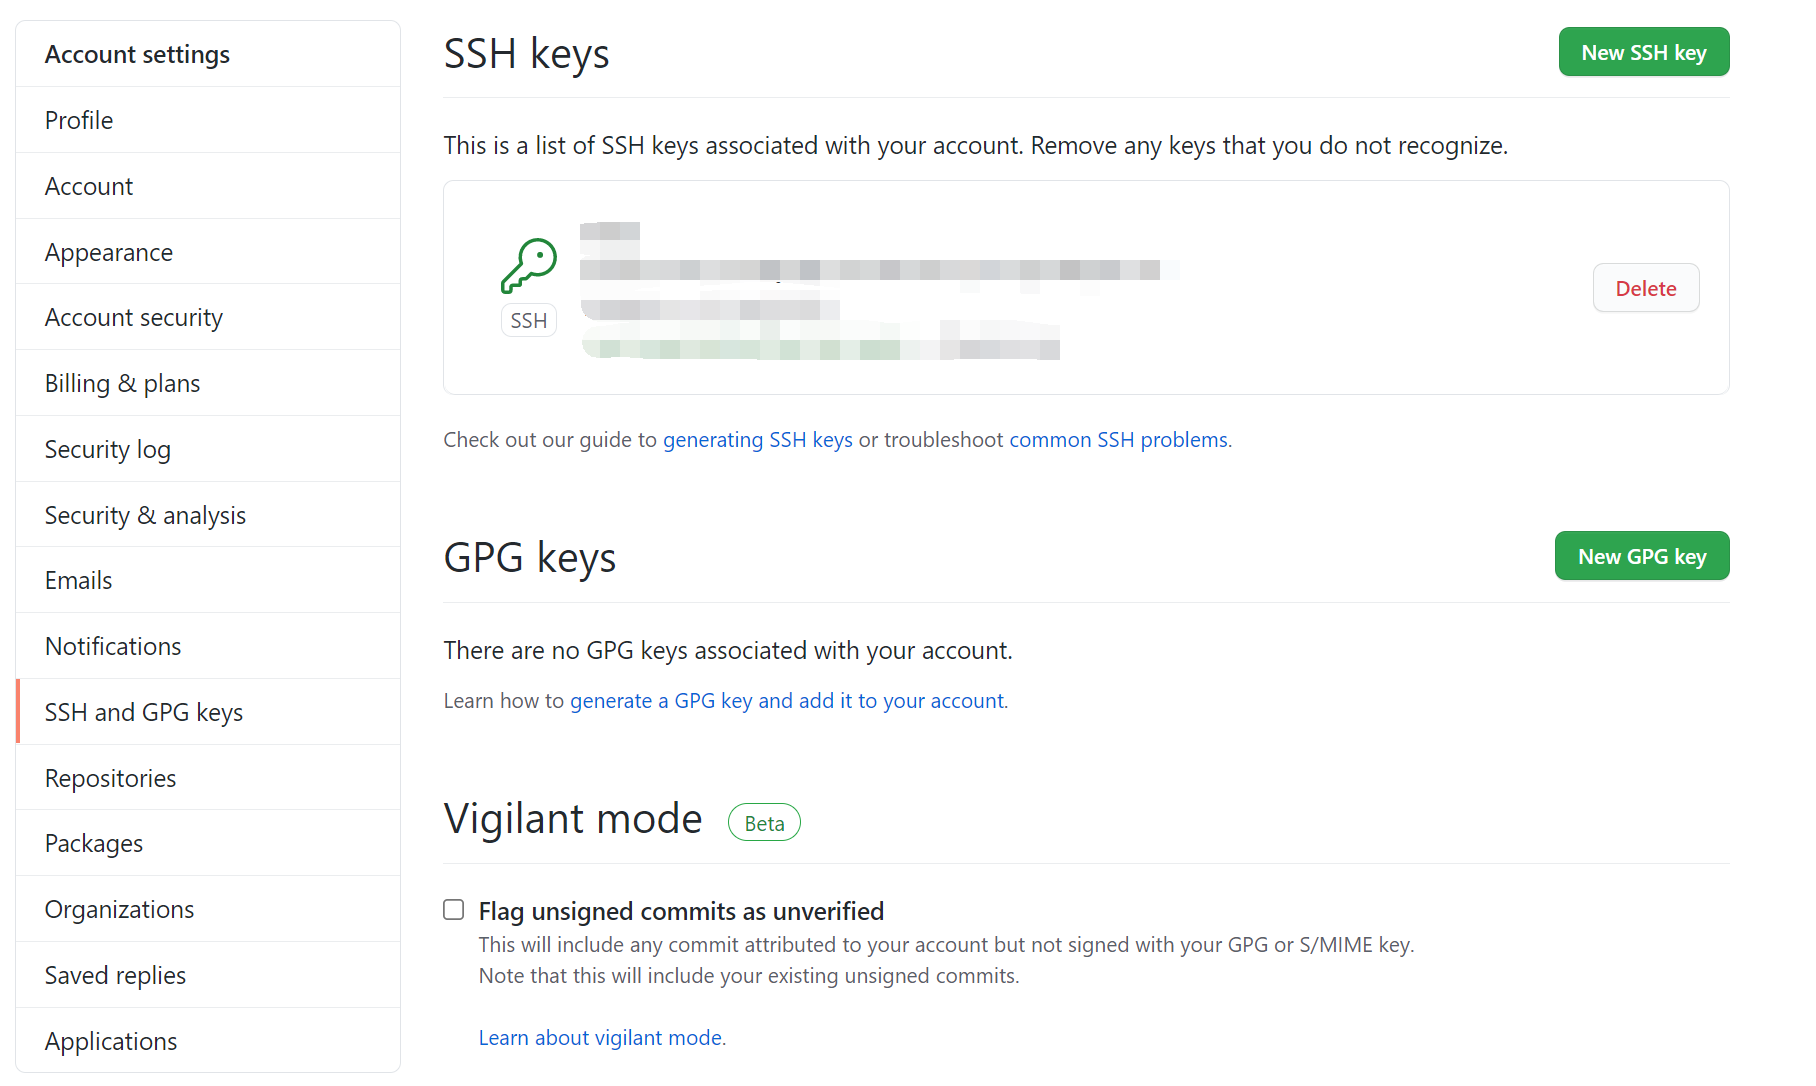 Account settings
Profile
Account
Appearance
Account security
Billing & plans
Security log
Security & analysis
Emails
Notifications
SSH and GPG keys
Repositories
Packages
Organizations
Saved replies
Applications
SSH keys
New SSH key
This is a list of SSH keys associated with your account. Remove any keys that you do not recognize.
SSH
Delete
Check out our guide to generating SSH keys or troubleshoot common SSH problems.
GPG keys
New GPG key
There are no GPG keys associated with your account.
Learn how to generate a GPG key and add it to your account.
Vigilant mode
Beta
Flag unsigned commits as unverified
This will include any commit attributed to your account but not signed with your GPG or S/MIME key.
Note that this will include your existing unsigned commits.
Learn about vigilant mode.